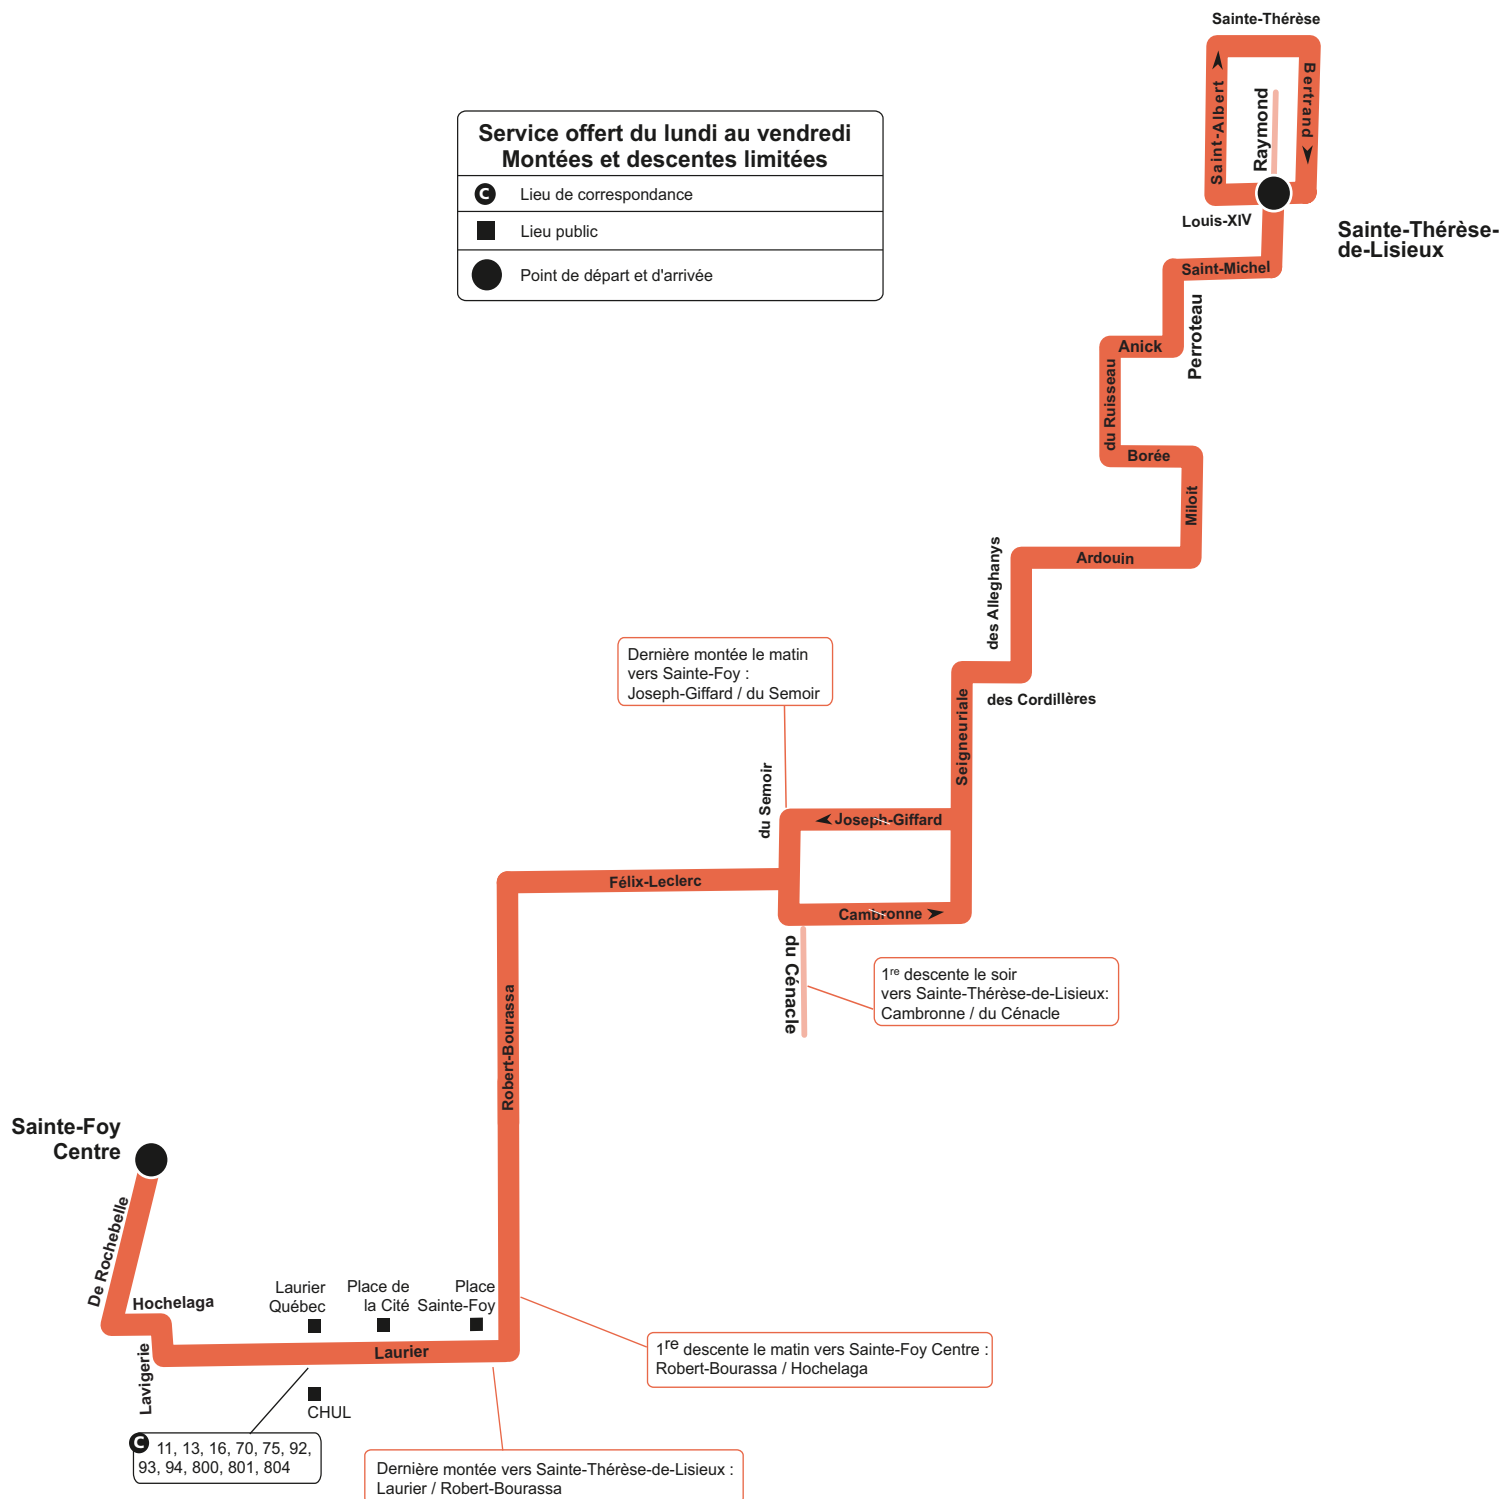 Sainte-Thérèse
Saint-Albert
Raymond
Bertrand
Service offert du lundi au vendredi
Montées et descentes limitées
C Lieu de correspondance
Lieu public
Point de départ et d'arrivée
Louis-XIV
Sainte-Thérèse-
de-Lisieux
Saint-Michel
Perroteau
Anick
du Ruisseau
Borée
Miloit
Ardouin
des Alleghanys
des Cordillères
Seigneuriale
Dernière montée le matin
vers Sainte-Foy :
Joseph-Giffard / du Semoir
du Semoir
Joseph-Giffard
Félix-Leclerc
Cambronne
du Cénacle
1re descente le soir
vers Sainte-Thérèse-de-Lisieux:
Cambronne / du Cénacle
Robert-Bourassa
Sainte-Foy
Centre
De Rochebelle
Hochelaga
Lavigerie
Laurier
Québec
Place de
la Cité
Place
Sainte-Foy
Laurier
CHUL
1re descente le matin vers Sainte-Foy Centre :
Robert-Bourassa / Hochelaga
C 11, 13, 16, 70, 75, 92,
93, 94, 800, 801, 804
Dernière montée vers Sainte-Thérèse-de-Lisieux :
Laurier / Robert-Bourassa